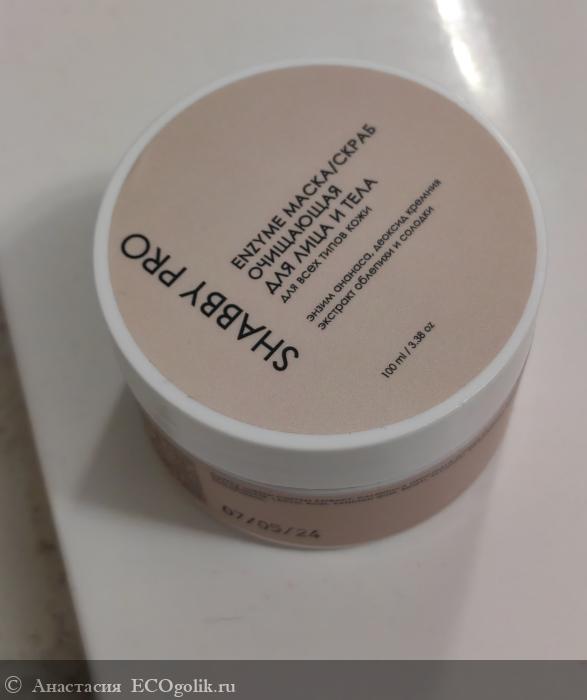 SHABBY PRO
ENZYME МАСКА/СКРАБ
ОЧИЩАЮЩАЯ
ДЛЯ ЛИЦА И ТЕЛА
для всех типов кожи
энзим ананаса, диоксид кремния
экстракт облепихи и солодки
100 ml / 3.38 oz
07/05/24
© Анастасия ECOgolik.ru